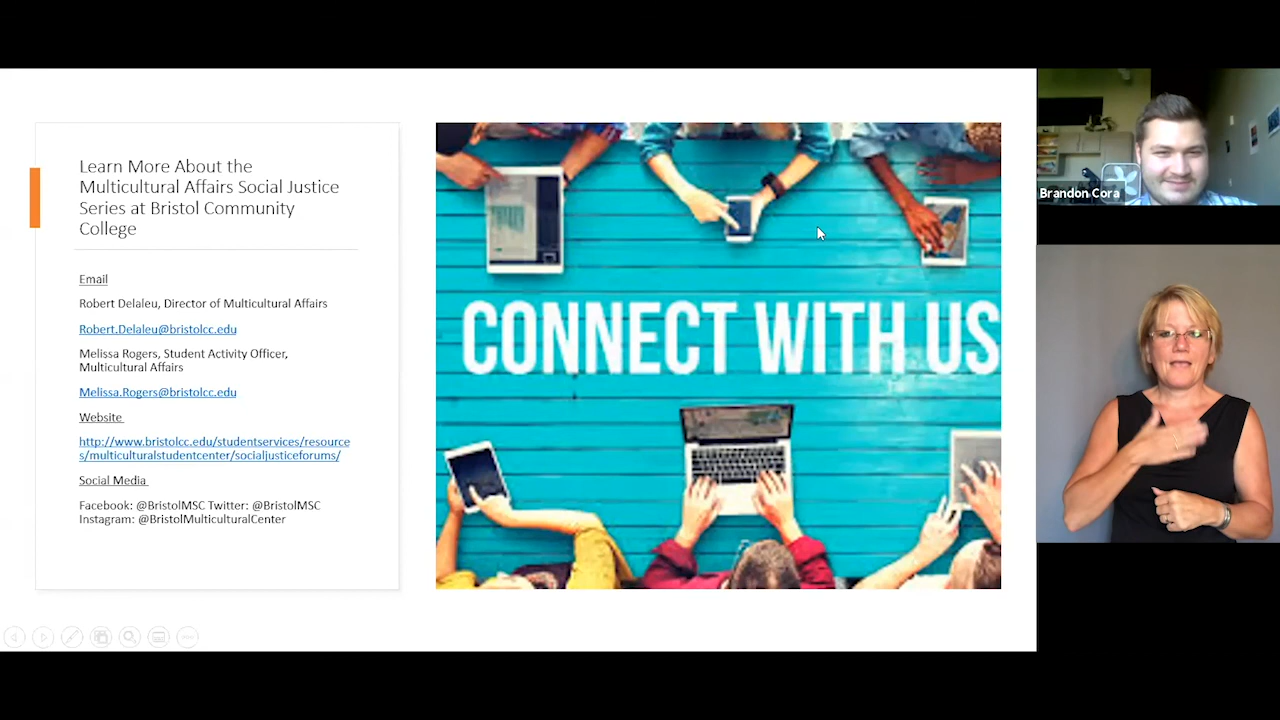 Learn More About the
Multicultural Affairs Social Justice
Series at Bristol Community
College
Email
Robert Delaleu, Director of Multicultural Affairs
Robert.Delaleu@bristolcc.edu
Melissa Rogers, Student Activity Officer,
Multicultural Affairs
Melissa.Rogers@bristolcc.edu
Website
http://www.bristolcc.edu/studentservices/resource
s/multiculturalstudentcenter/socialjusticeforums/
Social Media
Facebook: @BristolMSC Twitter: @BristolMSC
Instagram: @BristolMulticulturalCenter
CONNECT WITH US
Brandon Cora